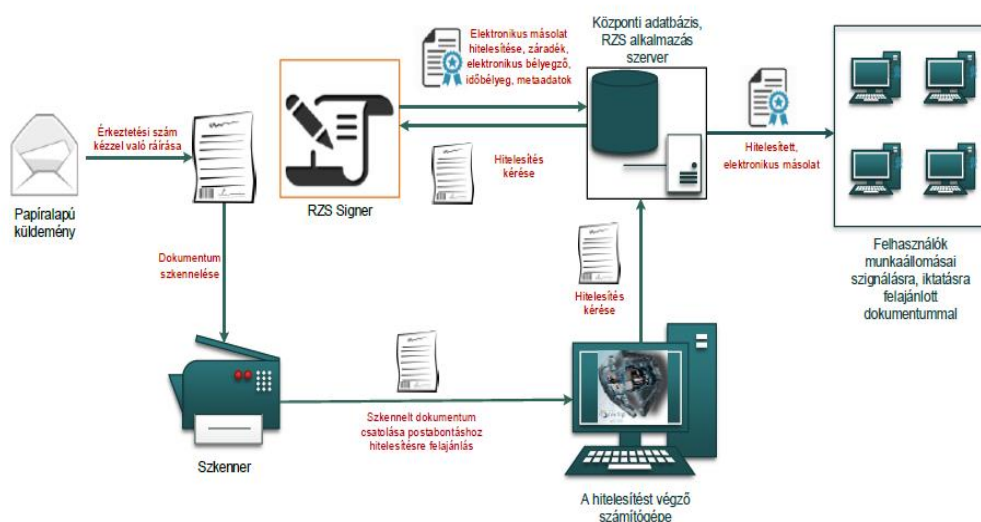 Papíralapú
küldemény
Érkeztetési szám
kézzel való ráírása
Dokumentum
szkennelése
Szkenner
Szkennelt dokumentum
csatolása postabontáshoz
hitelesítésre felajánlás
A hitelesítést végző
számítógépe
Hitelesítés
kérése
Központi adatbázis,
RZS alkalmazás
szerver
Hitelesítés
kérése
RZS Signer
Elektronikus másolat
hitelesítése, záradék,
elektronikus bélyegző,
időbélyeg, metaadatok
Hitelesített,
elektronikus másolat
Felhasználók
munkaállomásai
szignálásra, iktatásra
felajánlott
dokumentummal